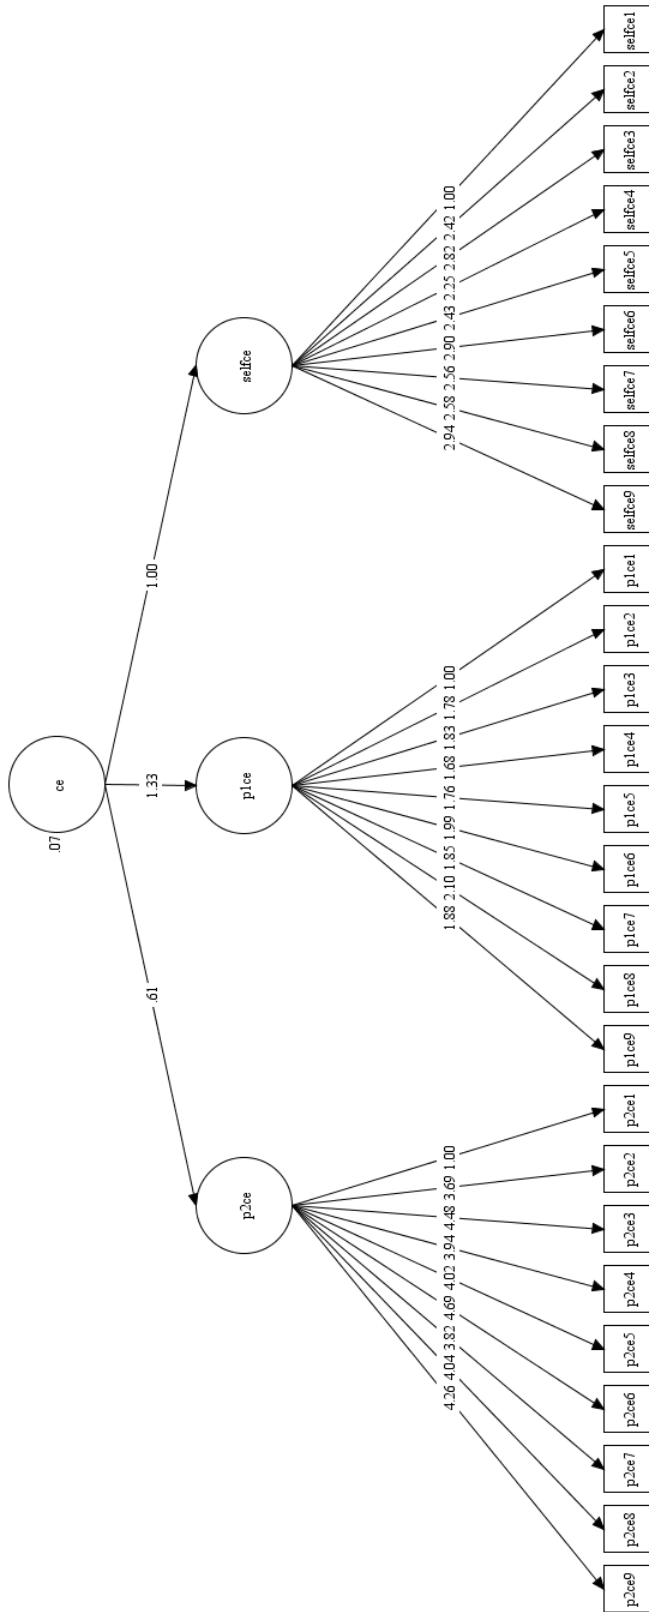 .07 ce
.61 1.33 1.00
p2ce p1ce selfce
4.26 4.04 3.82 4.69 4.02 3.94 4.48 3.69 1.00 1.88 2.10 1.85 1.99 1.76 1.68 1.83 1.78 1.00 2.94 2.58 2.56 2.90 2.43 2.25 2.82 2.42 1.00
p2ce9 p2ce8 p2ce7 p2ce6 p2ce5 p2ce4 p2ce3 p2ce2 p2ce1 p1ce9 p1ce8 p1ce7 p1ce6 p1ce5 p1ce4 p1ce3 p1ce2 p1ce1 selfce9 selfce8 selfce7 selfce6 selfce5 selfce4 selfce3 selfce2 selfce1